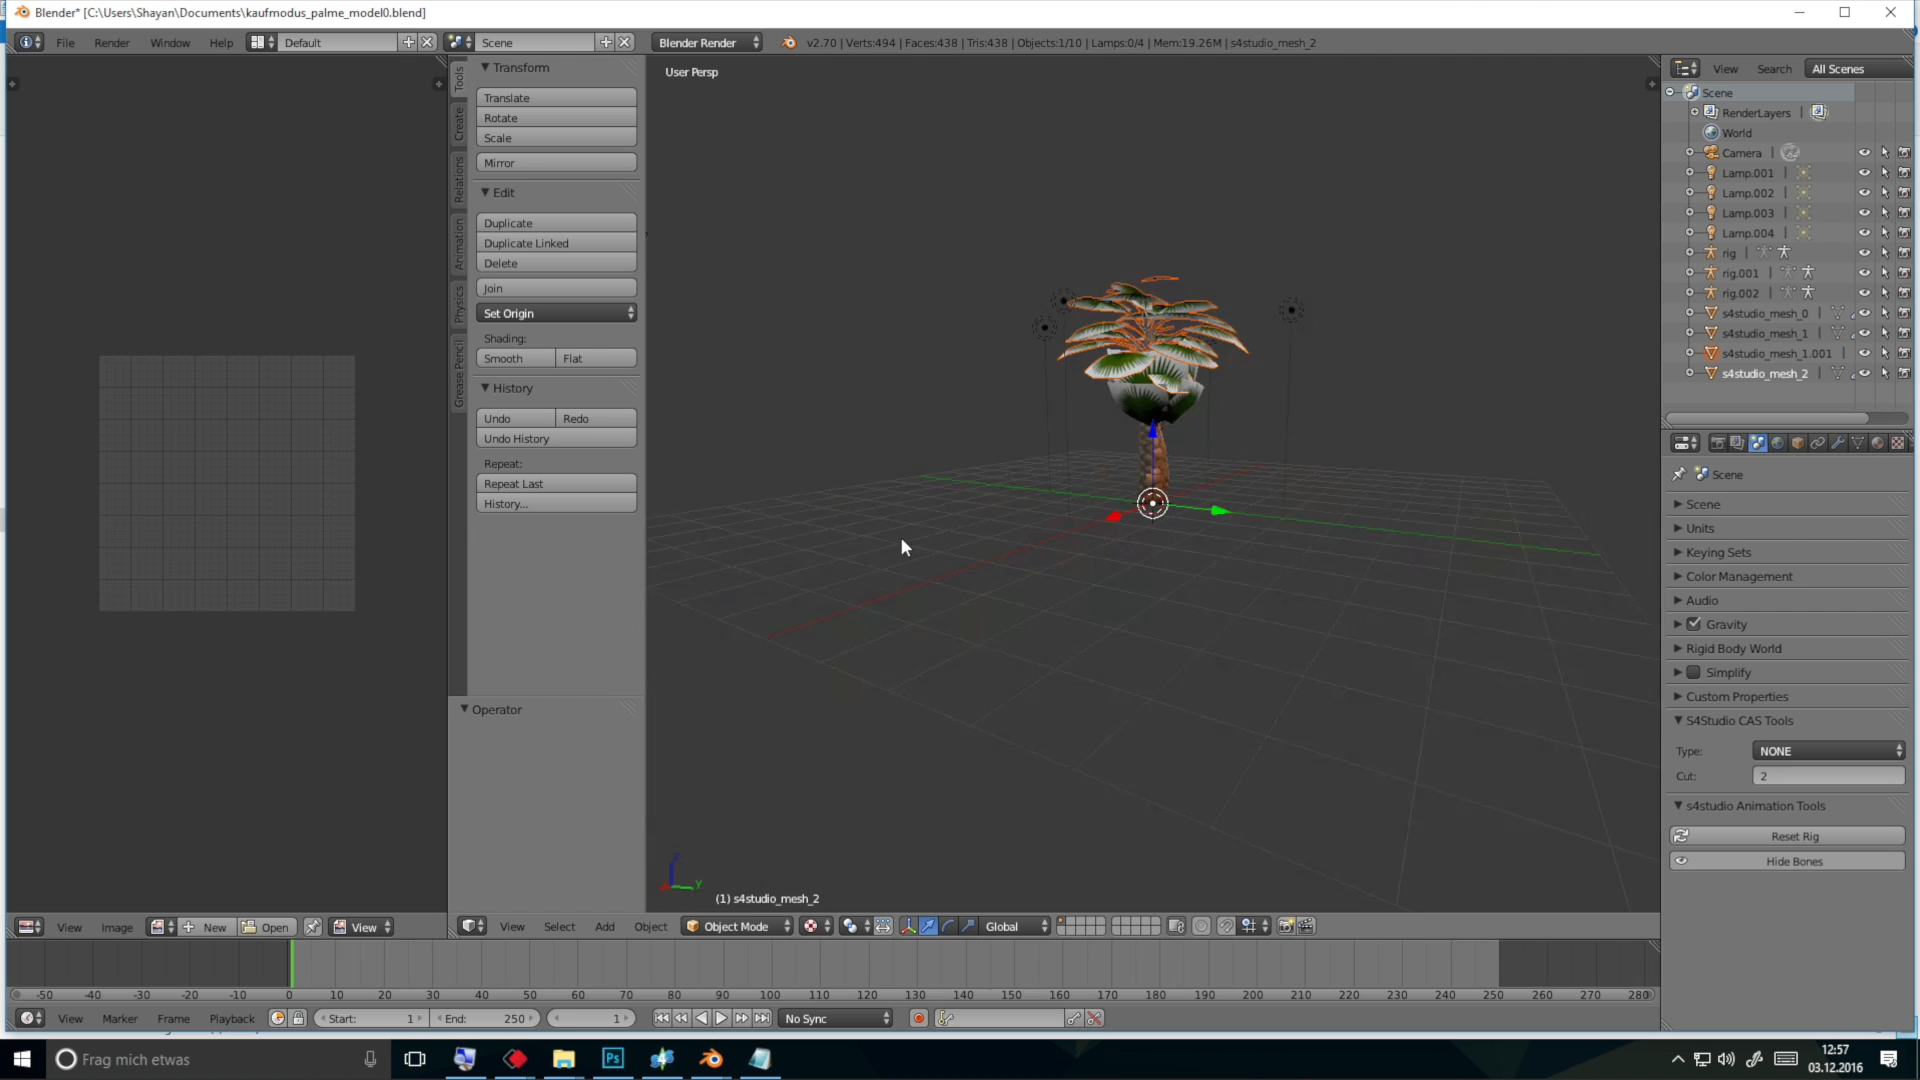 Blender* [C:\Users\Shayan\Documents\kaufmodus_palme_model0.blend]
File Render Window Help Default Scene Blender Render v2.70 | Verts:494 | Faces:438 | Tris:438 | Objects:1/10 | Lamps:0/4 | Mem:19.26M | s4studio_mesh_2
Tools
Create
Relations
Animation
Physics
Grease Pencil
Transform
Translate
Rotate
Scale
Mirror
Edit
Duplicate
Duplicate Linked
Delete
Join
Set Origin
Shading:
Smooth Flat
History
Undo Redo
Undo History
Repeat:
Repeat Last
History...
Operator
User Persp
Z
Y
(1) s4studio_mesh_2
View Search All Scenes
Scene
RenderLayers |
World
Camera |
Lamp.001 |
Lamp.002 |
Lamp.003 |
Lamp.004 |
rig |
rig.001 |
rig.002 |
s4studio_mesh_0 |
s4studio_mesh_1 |
s4studio_mesh_1.001 |
s4studio_mesh_2 |
Scene
Scene
Units
Keying Sets
Color Management
Audio
Gravity
Rigid Body World
Simplify
Custom Properties
S4Studio CAS Tools
Type: NONE
Cut: 2
s4studio Animation Tools
Reset Rig
Hide Bones
View Image New Open View
View Select Add Object Object Mode Global
-50 -40 -30 -20 -10 0 10 20 30 40 50 60 70 80 90 100 110 120 130 140 150 160 170 180 190 200 210 220 230 240 250 260 270 280
View Marker Frame Playback Start: 1 End: 250 1 No Sync
Frag mich etwas Ps 12:57
03.12.2016